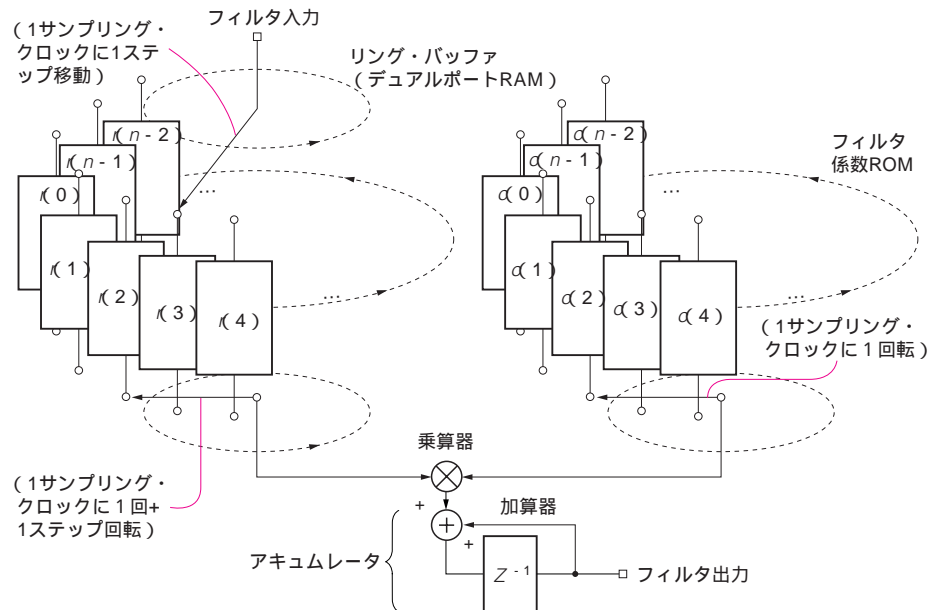 フィルタ入力
(1サンプリング・
クロックに1ステ
ップ移動)
リング・バッファ
(デュアルポートRAM)
r(n-2)
r(n-1)
r(0)
r(1)
r(2)
r(3)
r(4)
…
…
α(n-2)
α(n-1)
α(0)
α(1)
α(2)
α(3)
α(4)
…
…
フィルタ
係数ROM
(1サンプリング・
クロックに1回転)
(1サンプリング・
クロックに1回+
1ステップ回転)
乗算器
+
加算器
+
アキュムレータ
Z⁻¹
フィルタ出力